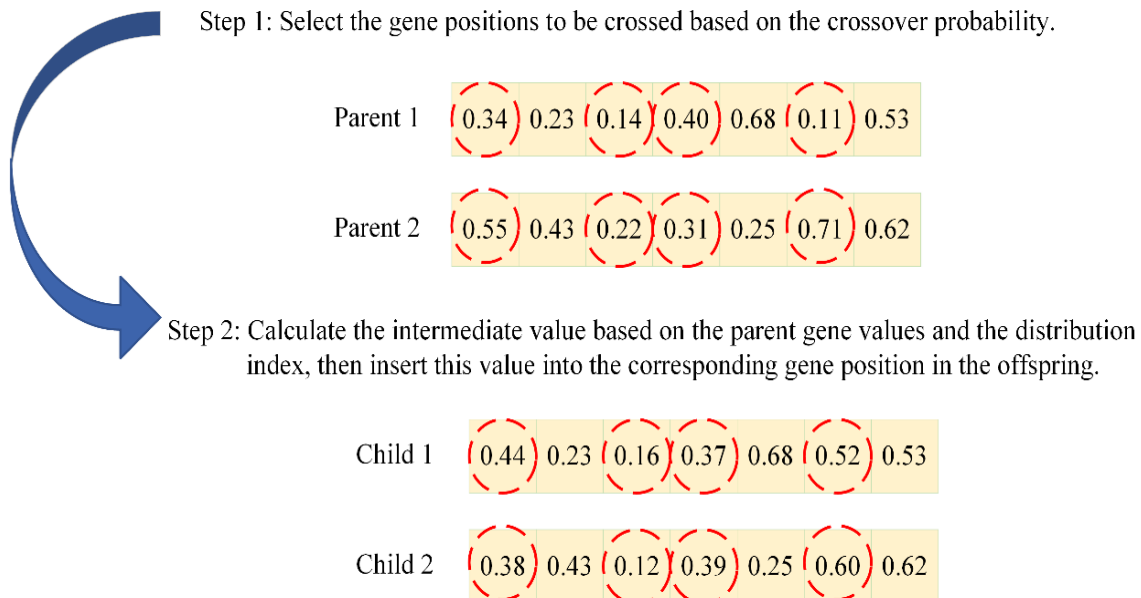 Step 1: Select the gene positions to be crossed based on the crossover probability.
Parent 1 0.34 0.23 0.14 0.40 0.68 0.11 0.53
Parent 2 0.55 0.43 0.22 0.31 0.25 0.71 0.62
Step 2: Calculate the intermediate value based on the parent gene values and the distribution
index, then insert this value into the corresponding gene position in the offspring.
Child 1 0.44 0.23 0.16 0.37 0.68 0.52 0.53
Child 2 0.38 0.43 0.12 0.39 0.25 0.60 0.62